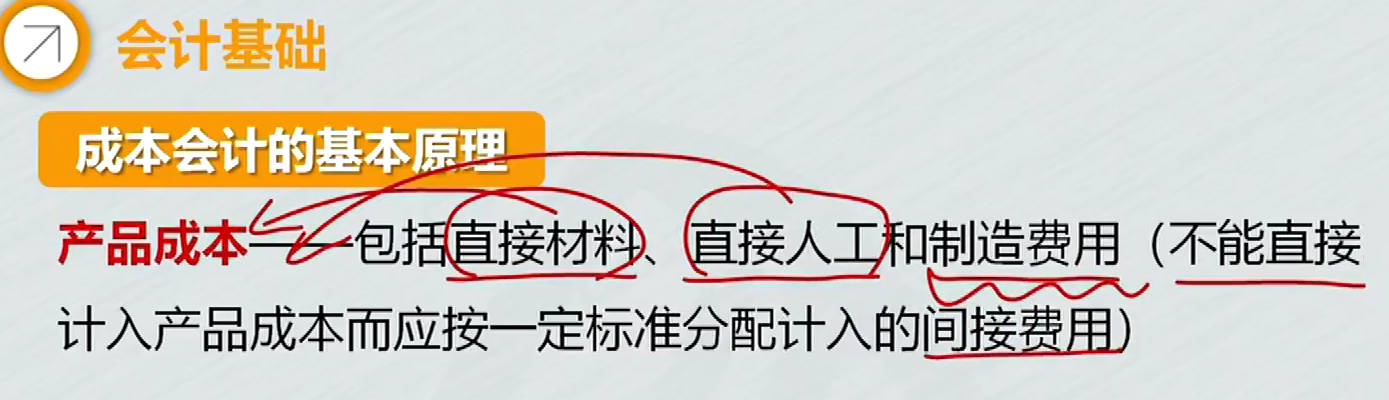 会计基础
成本会计的基本原理
产品成本——包括直接材料、直接人工和制造费用（不能直接
计入产品成本而应按一定标准分配计入的间接费用）